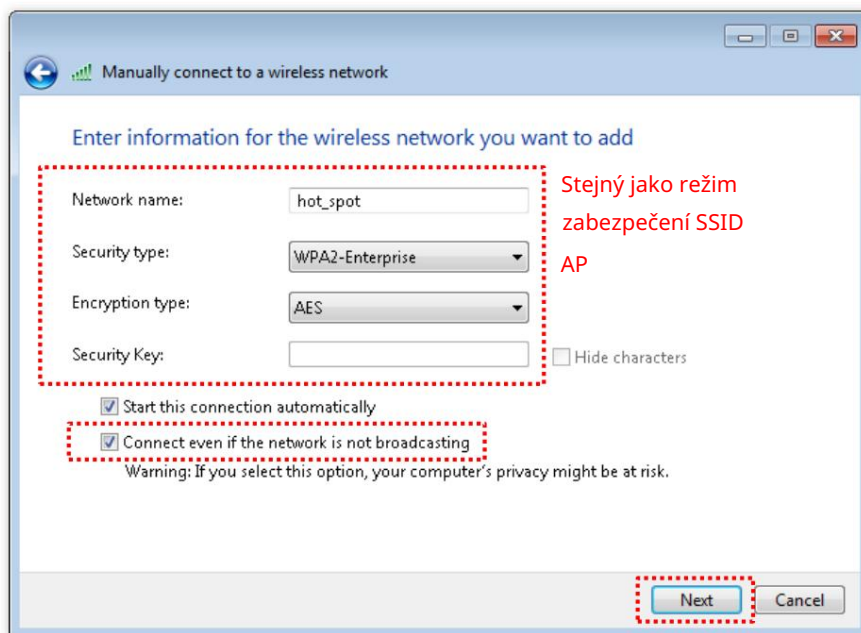 Manually connect to a wireless network
Enter information for the wireless network you want to add
Network name:
hot_spot
Security type:
WPA2-Enterprise
Encryption type:
AES
Security Key:
Hide characters
Stejný jako režim
zabezpečení SSID
AP
Start this connection automatically
Connect even if the network is not broadcasting
Warning: If you select this option, your computer's privacy might be at risk.
Next
Cancel